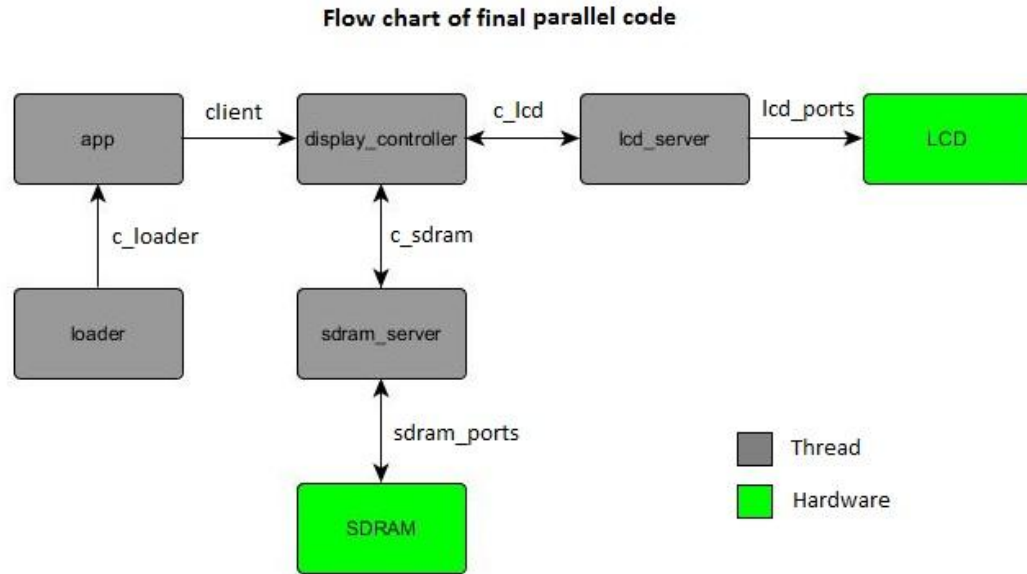 Flow chart of final parallel code
app
client
display_controller
c_lcd
lcd_server
lcd_ports
LCD
c_loader
c_sdram
loader
sdram_server
sdram_ports
SDRAM
Thread
Hardware